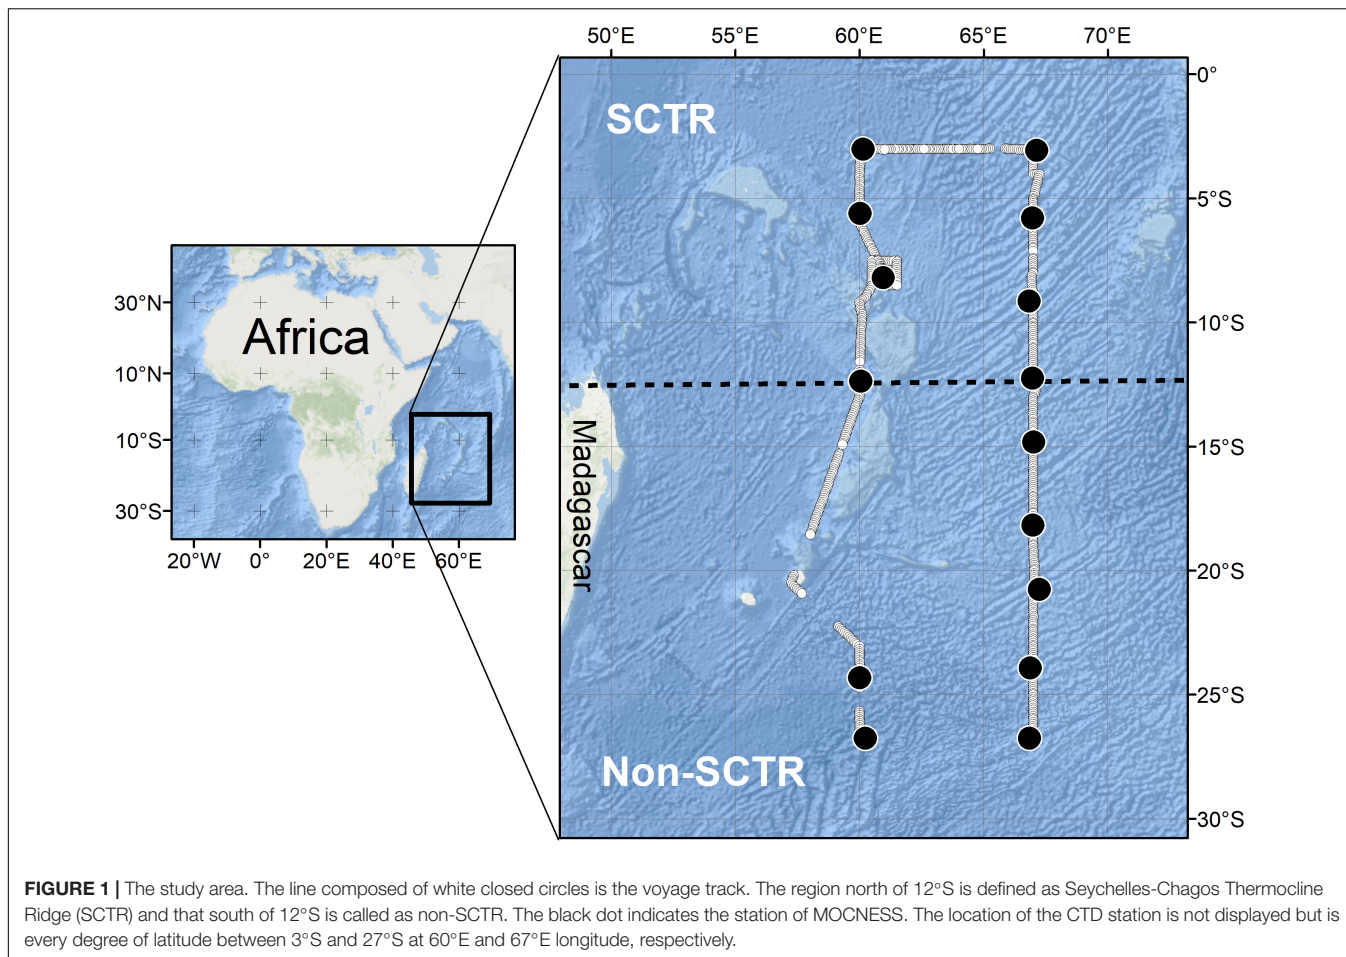 50°E 55°E 60°E 65°E 70°E
0°
SCTR
5°S
10°S
15°S
20°S
25°S
30°S
Madagascar
Non-SCTR
30°N
10°N
10°S
30°S
Africa
20°W 0° 20°E 40°E 60°E
FIGURE 1 | The study area. The line composed of white closed circles is the voyage track. The region north of 12°S is defined as Seychelles-Chagos Thermocline
Ridge (SCTR) and that south of 12°S is called as non-SCTR. The black dot indicates the station of MOCNESS. The location of the CTD station is not displayed but is
every degree of latitude between 3°S and 27°S at 60°E and 67°E longitude, respectively.